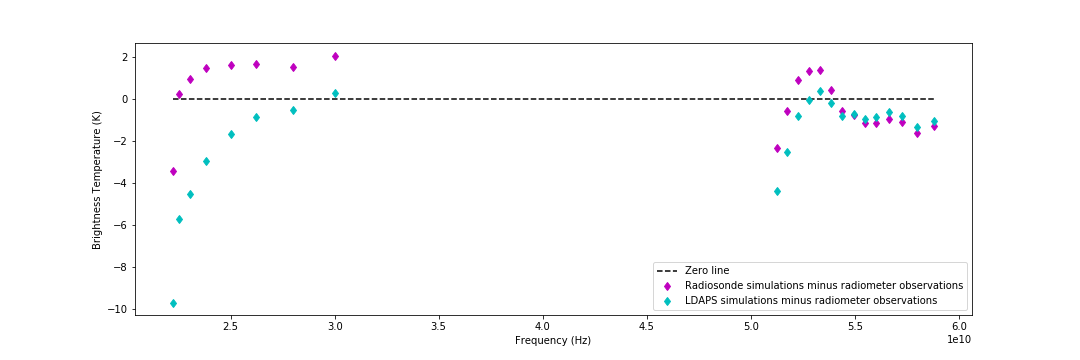 2
0
−2
−4
−6
−8
−10
Brightness Temperature (K)
Zero line
Radiosonde simulations minus radiometer observations
LDAPS simulations minus radiometer observations
2.5 3.0 3.5 4.0 4.5 5.0 5.5 6.0
1e10
Frequency (Hz)